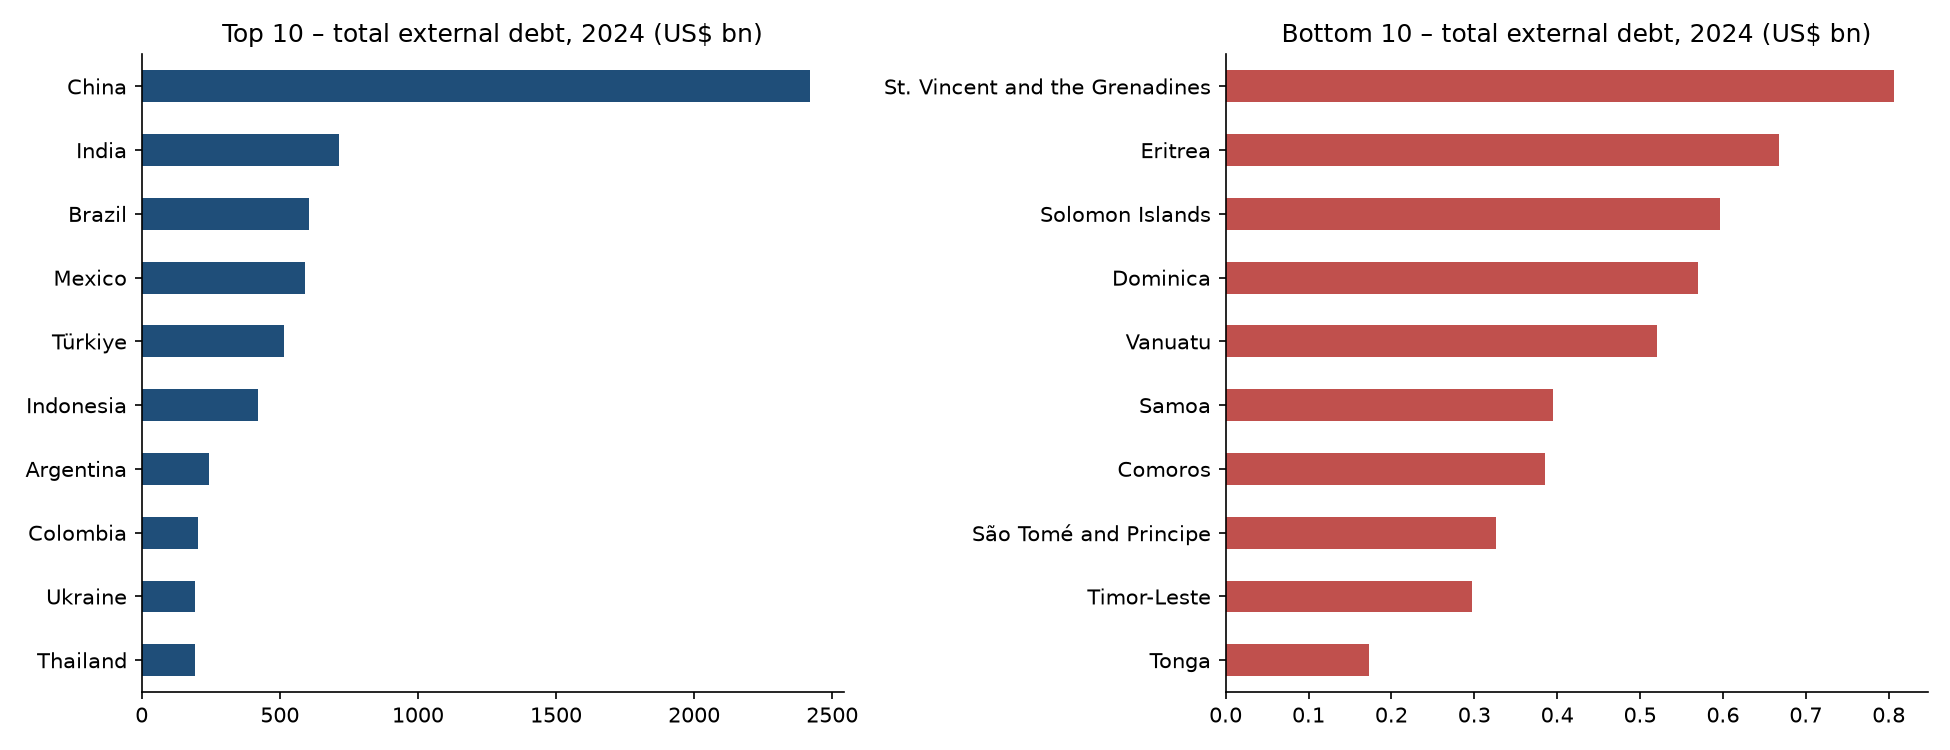 Top 10 – total external debt, 2024 (US$ bn)
China
India
Brazil
Mexico
Türkiye
Indonesia
Argentina
Colombia
Ukraine
Thailand
0 500 1000 1500 2000 2500
Bottom 10 – total external debt, 2024 (US$ bn)
St. Vincent and the Grenadines
Eritrea
Solomon Islands
Dominica
Vanuatu
Samoa
Comoros
São Tomé and Principe
Timor-Leste
Tonga
0.0 0.1 0.2 0.3 0.4 0.5 0.6 0.7 0.8